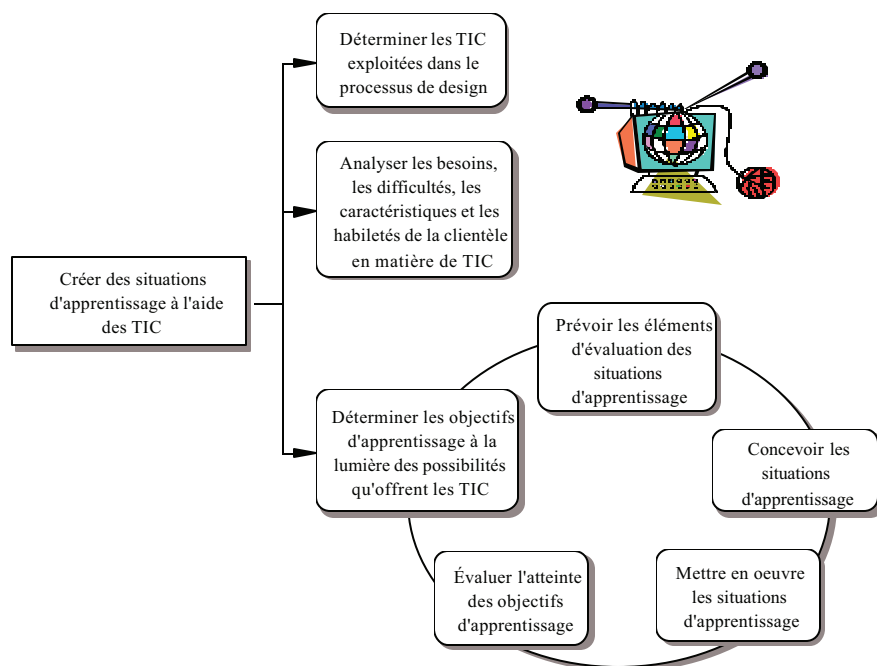 Déterminer les TIC
exploitées dans le
processus de design
Analyser les besoins,
les difficultés, les
caractéristiques et les
habiletés de la clientèle
en matière de TIC
Créer des situations
d'apprentissage à l'aide
des TIC
Déterminer les objectifs
d'apprentissage à la
lumière des possibilités
qu'offrent les TIC
Prévoir les éléments
d'évaluation des
situations
d'apprentissage
Concevoir les
situations
d'apprentissage
Mettre en oeuvre
les situations
d'apprentissage
Évaluer l'atteinte
des objectifs
d'apprentissage